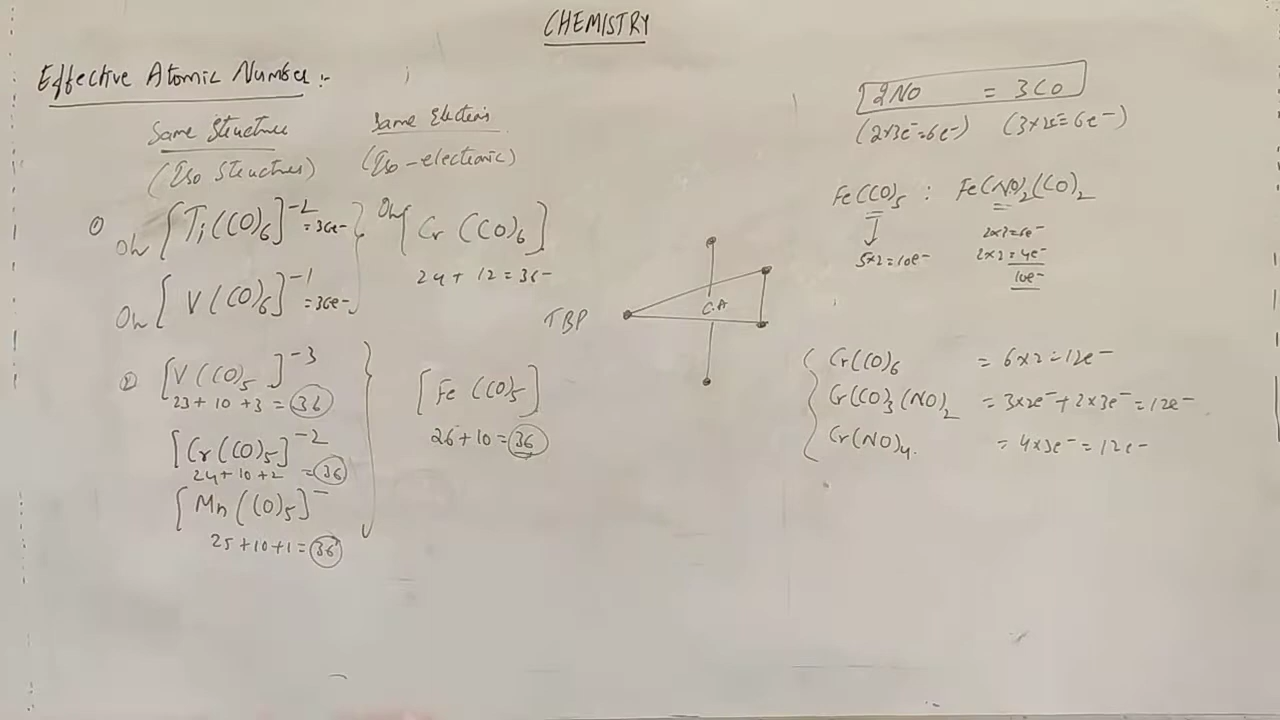 CHEMISTRY
Effective Atomic Number :-
Same Structure
(Iso Structures)
Same Electrons
(Iso-electronic)
① Oh [Ti(CO)6]-2 = 36e-
Oh [V(CO)6]-1 = 36e-
Oh [Cr(CO)6]
24 + 12 = 36-
② [V(CO)5]-3
23 + 10 + 3 = 36
[Cr(CO)5]-2
24 + 10 + 2 = 36
[Mn(CO)5]-
25 + 10 + 1 = 36
[Fe(CO)5]
26 + 10 = 36
TBP
C.A
2NO = 3CO
(2×3e-=6e-) (3×2e-=6e-)
Fe(CO)5 : Fe(NO)2(CO)2
5×2=10e-
2×3=6e-
2×2=4e-
10e-
Cr(CO)6 = 6×2=12e-
Cr(CO)3(NO)2 = 3×2e- + 2×3e- = 12e-
Cr(NO)4. = 4×3e- = 12e-